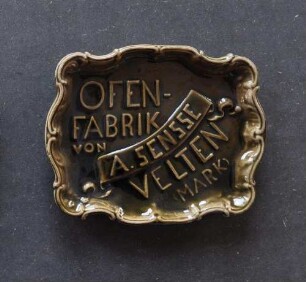 OFEN-
FABRIK
VON
A. SENSSE
VELTEN
(MARK)